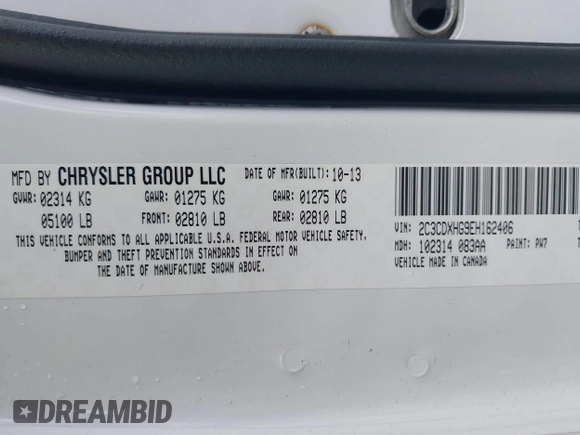 MFD BY CHRYSLER GROUP LLC
DATE OF MFR(BUILT): 10-13
GVWR: 02314 KG
GAWR: 01275 KG
GAWR: 01275 KG
05100 LB
FRONT: 02810 LB
REAR: 02810 LB
THIS VEHICLE CONFORMS TO ALL APPLICABLE U.S.A. FEDERAL MOTOR VEHICLE SAFETY,
BUMPER AND THEFT PREVENTION STANDARDS IN EFFECT ON
THE DATE OF MANUFACTURE SHOWN ABOVE.
VIN: 2C3CDXHG9EH162406
MDH: 102314 083AA
PAINT: PW7
VEHICLE MADE IN CANADA
DREAMBID